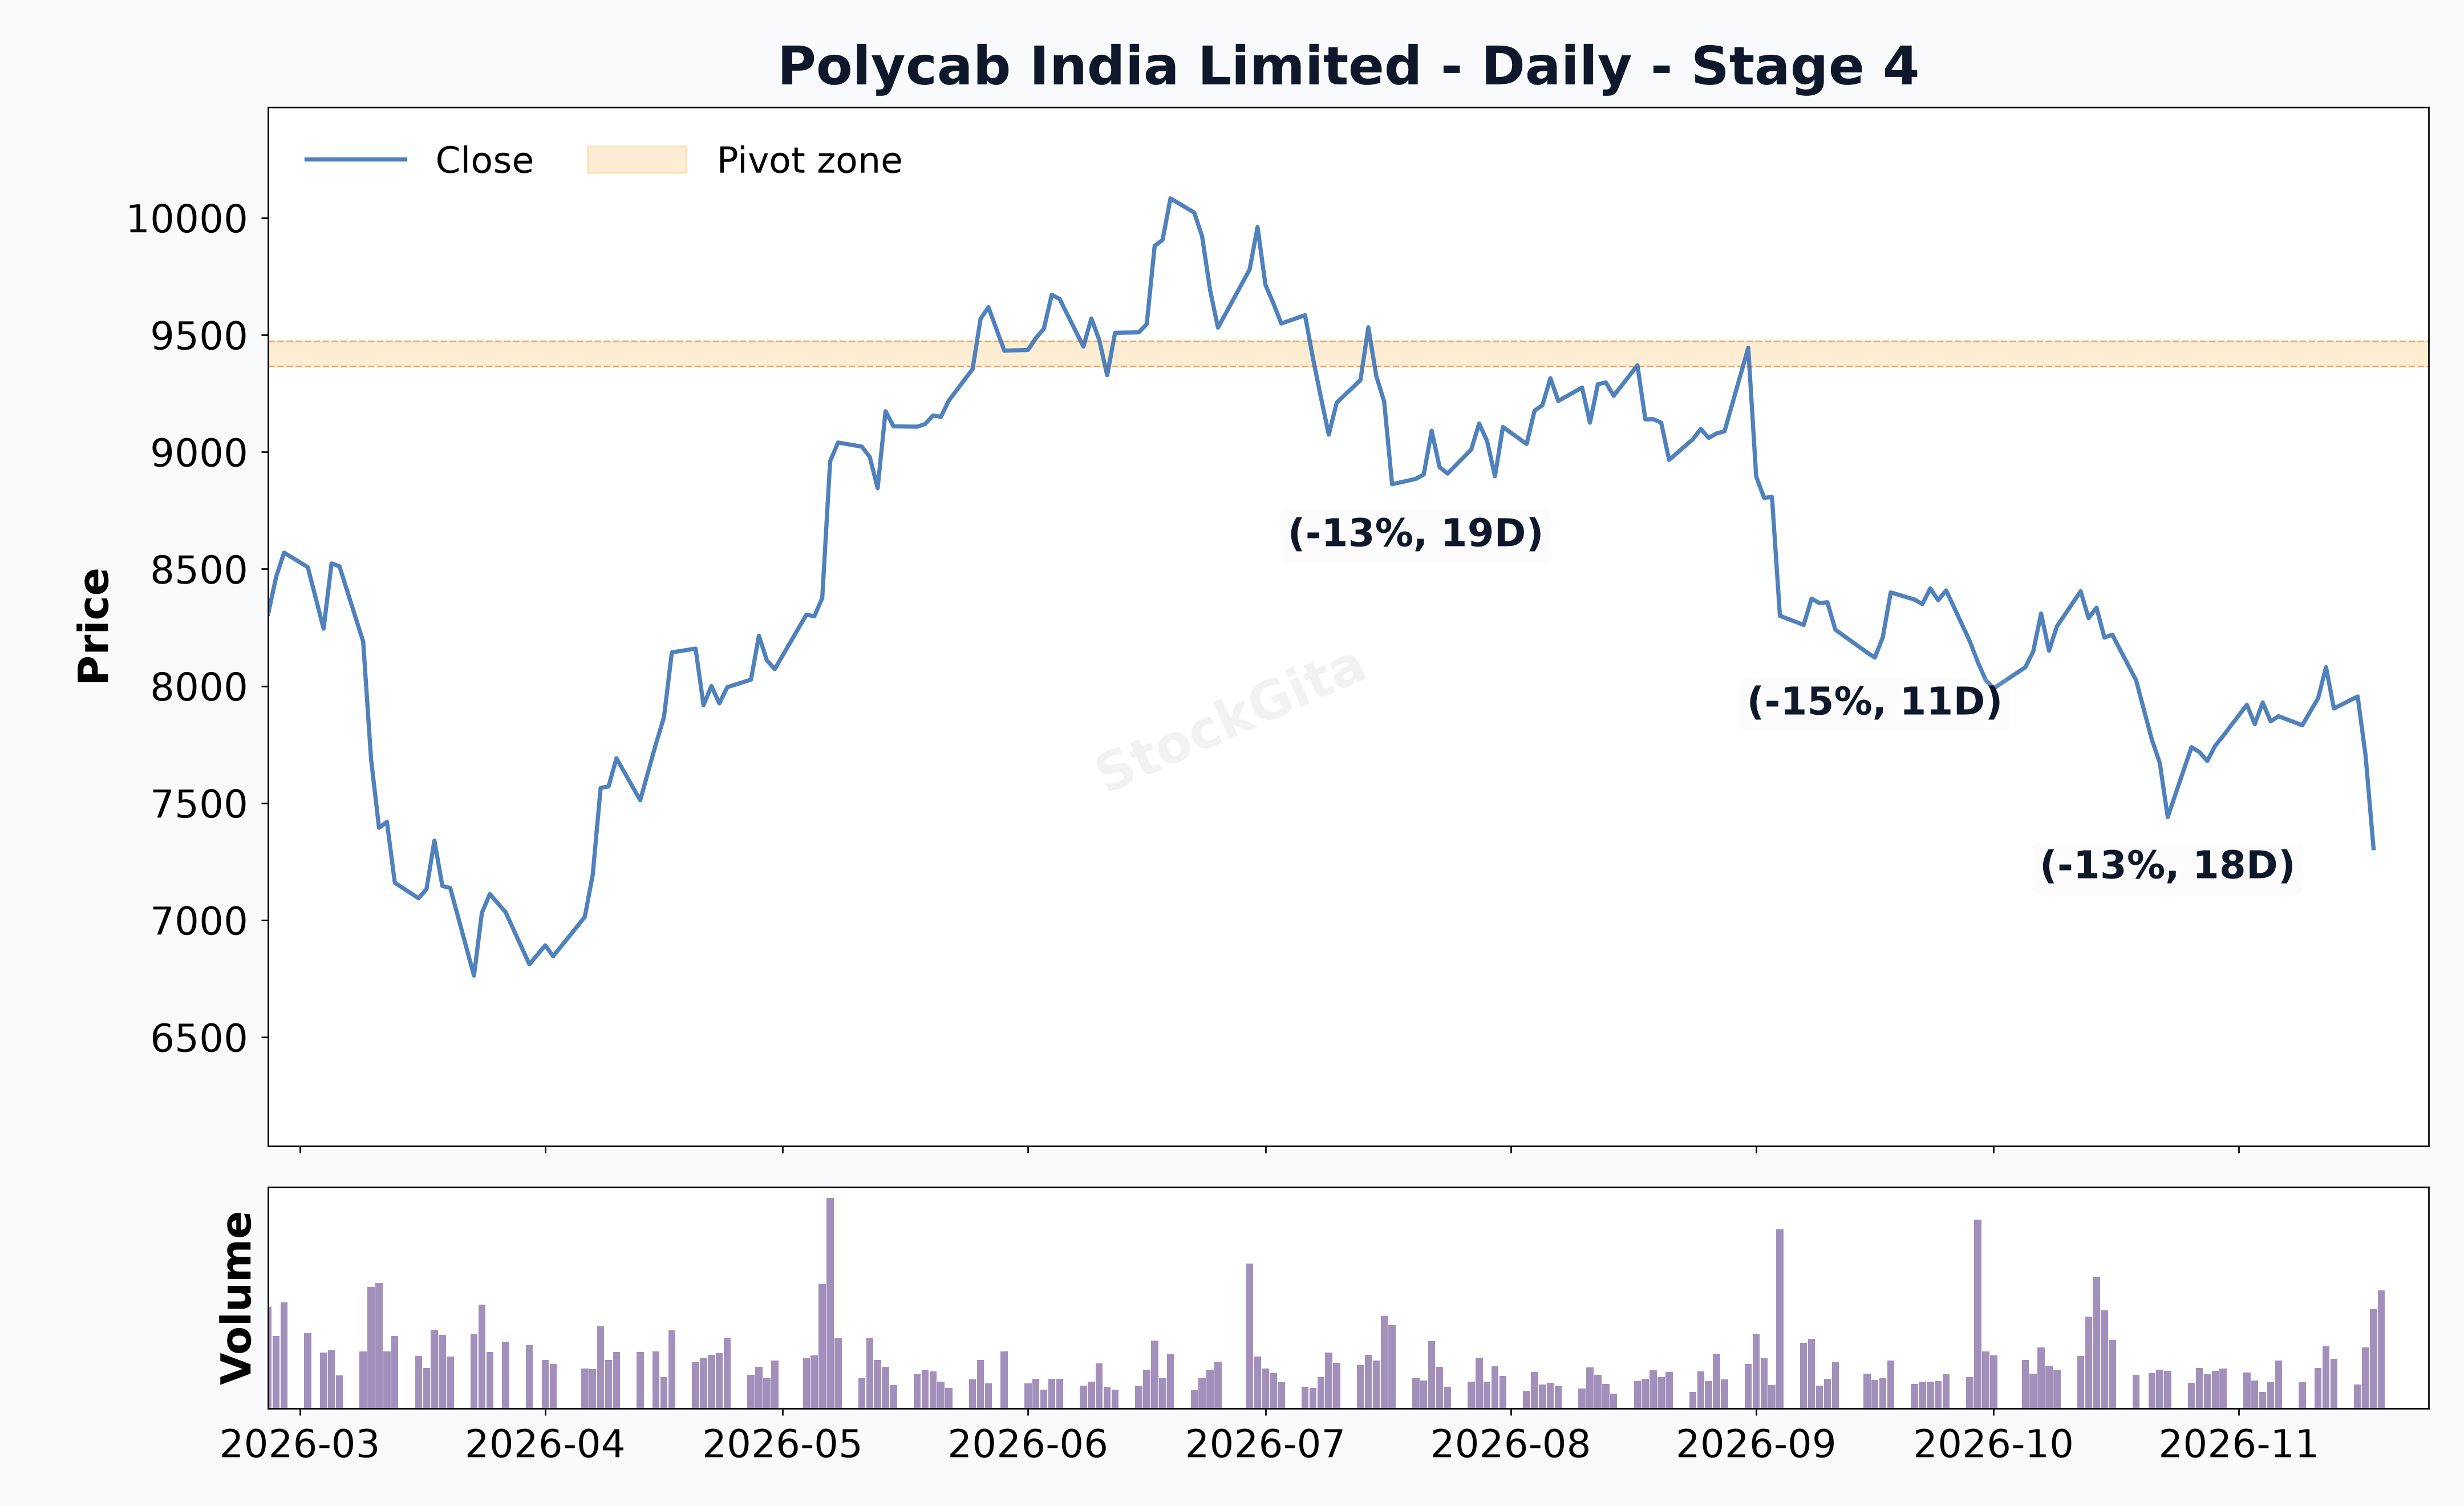 Polycab India Limited - Daily - Stage 4
Close
Pivot zone
10000
9500
9000
8500
8000
7500
7000
6500
Price
(-13%, 19D)
(-15%, 11D)
(-13%, 18D)
StockGita
Volume
2026-03
2026-04
2026-05
2026-06
2026-07
2026-08
2026-09
2026-10
2026-11